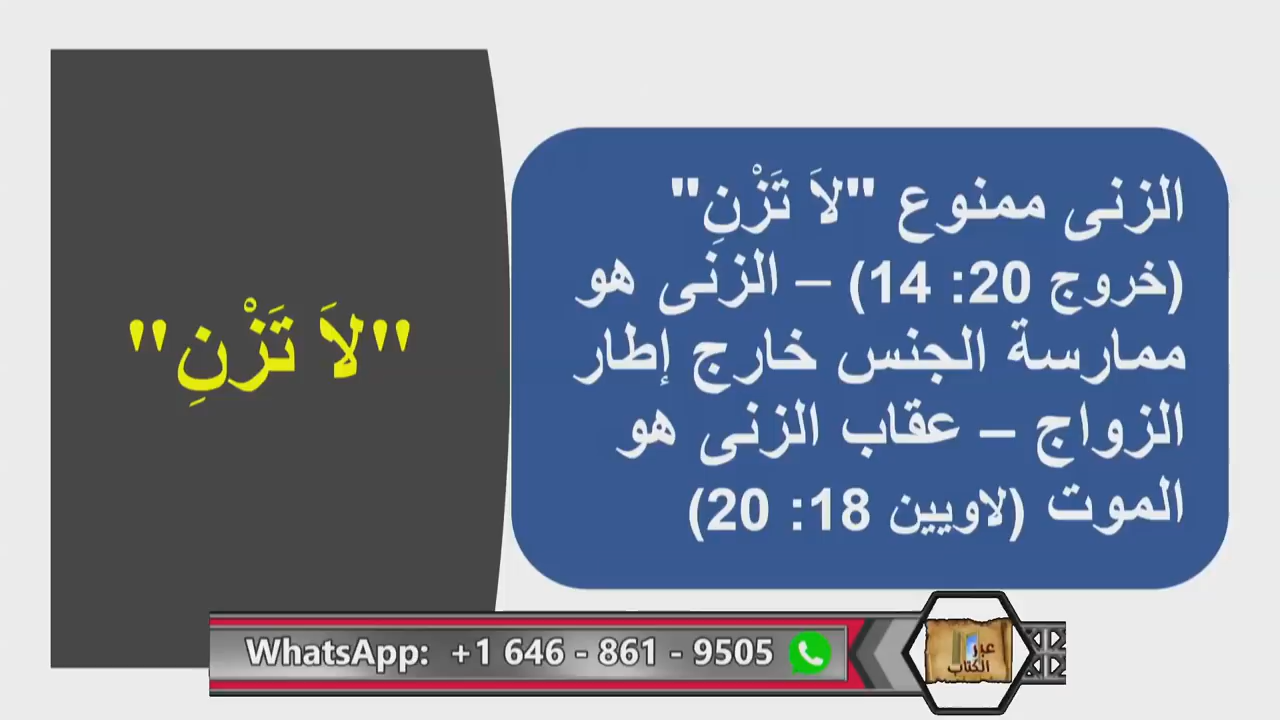 "لاَ تَزْنِ"
الزنى ممنوع "لاَ تَزْنِ"
(خروج 20: 14) – الزنى هو
ممارسة الجنس خارج إطار
الزواج – عقاب الزنى هو
الموت (لاويين 18: 20)
WhatsApp: +1 646 - 861 - 9505
عبر
الكتاب